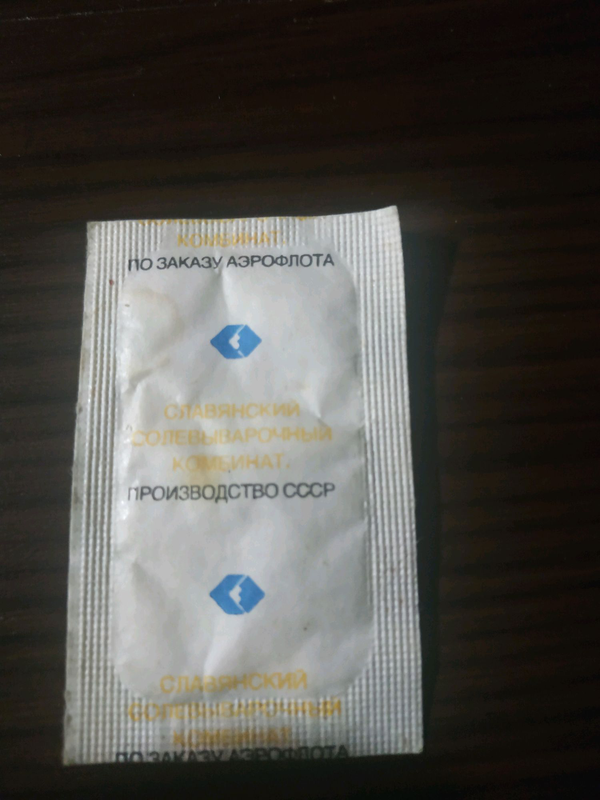 КОМБИНАТ.
ПО ЗАКАЗУ АЭРОФЛОТА
СЛАВЯНСКИЙ
СОЛЕВЫВАРОЧНЫЙ
КОМБИНАТ.
ПРОИЗВОДСТВО СССР
СЛАВЯНСКИЙ
СОЛЕВЫВАРОЧНЫЙ
КОМБИНАТ.
ПО ЗАКАЗУ АЭРОФЛОТА